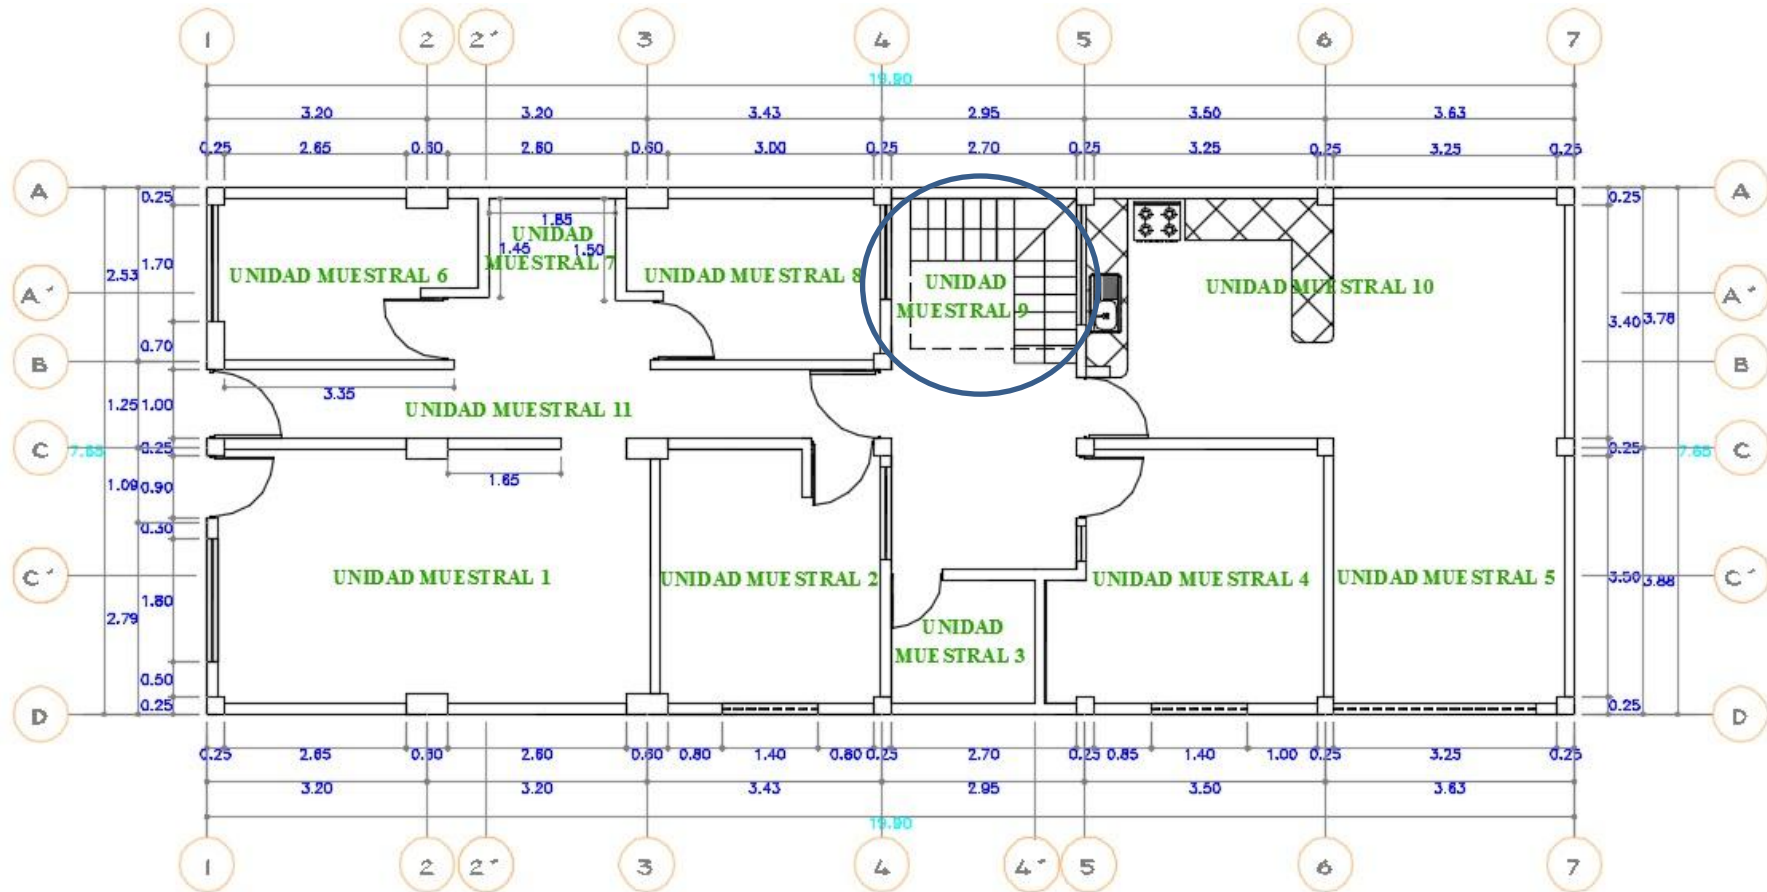 1 2 2' 3 4 5 6 7
19.90
3.20 3.20 3.43 2.95 3.50 3.63
0.25 2.65 0.60 2.60 0.60 3.00 0.25 2.70 0.25 3.25 0.25 3.25 0.25
A 0.25 0.25 A
1.85
UNIDAD
1.45 MUESTRAL 7 1.50
2.53 1.70 UNIDAD MUESTRAL 6 UNIDAD MUESTRAL 8
UNIDAD
MUESTRAL 9
UNIDAD MUESTRAL 10
A' A'
3.40 3.78
0.70
B B
3.35
1.25 1.00 UNIDAD MUESTRAL 11
C 7.65 0.25 0.25 7.65 C
1.65
1.09 0.90
0.30
C' UNIDAD MUESTRAL 1 UNIDAD MUESTRAL 2 UNIDAD MUESTRAL 4 UNIDAD MUESTRAL 5 3.50 3.88 C'
2.79 1.80
UNIDAD
MUESTRAL 3
0.50
D 0.25 0.25 D
0.25 2.65 0.60 2.60 0.60 0.80 1.40 0.80 0.25 2.70 0.25 0.85 1.40 1.00 0.25 3.25 0.25
3.20 3.20 3.43 2.95 3.50 3.63
19.90
1 2 2' 3 4 4' 5 6 7